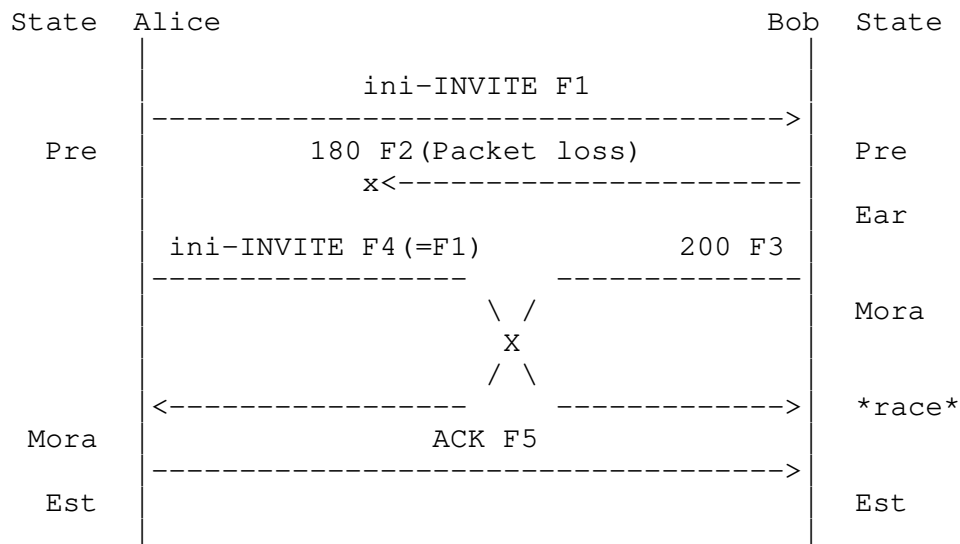 State Alice Bob State
ini-INVITE F1
------------------------------------>
Pre 180 F2(Packet loss) Pre
x<-----------------------
Ear
ini-INVITE F4(=F1) 200 F3
------------------ --------------
\ / Mora
X
/ \
<----------------- -------------> *race*
Mora ACK F5
------------------------------------>
Est Est